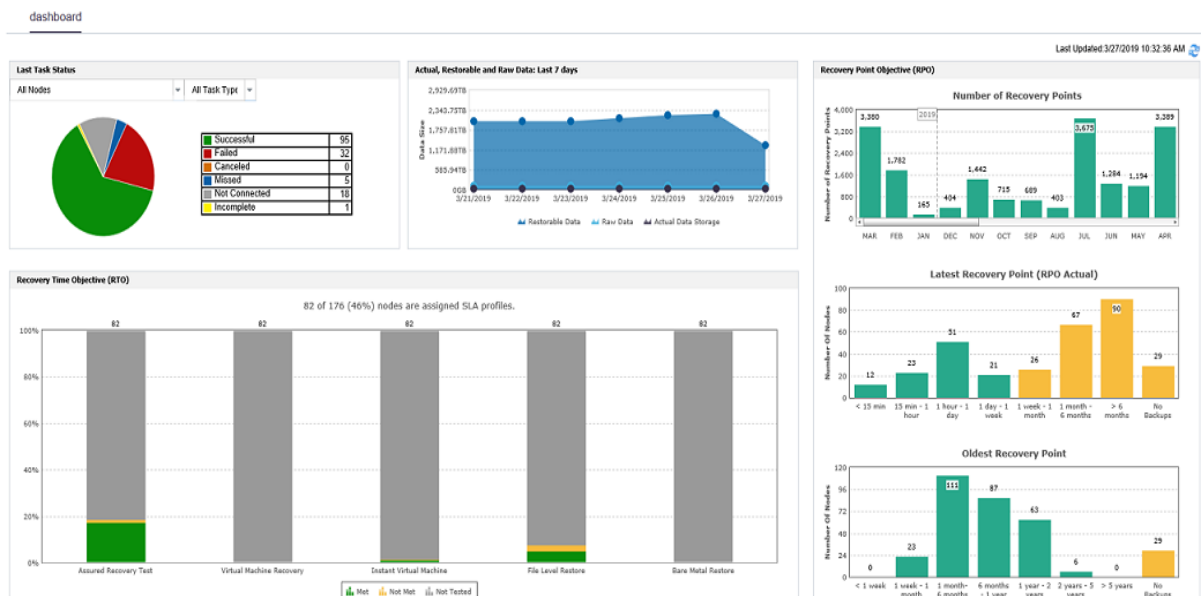 dashboard
Last Updated:3/27/2019 10:32:36 AM
Last Task Status
All Nodes
All Task Type
Successful 95
Failed 32
Canceled 0
Missed 5
Not Connected 18
Incomplete 1
Actual, Restorable and Raw Data: Last 7 days
Data Size
2,929.69TB
2,343.75TB
1,757.81TB
1,171.88TB
585.94TB
0GB
3/21/2019 3/22/2019 3/23/2019 3/24/2019 3/25/2019 3/26/2019 3/27/2019
Restorable Data Raw Data Actual Data Storage
Recovery Time Objective (RTO)
82 of 176 (46%) nodes are assigned SLA profiles.
82 82 82 82 82
100%
80%
60%
40%
20%
0%
Assured Recovery Test Virtual Machine Recovery Instant Virtual Machine File Level Restore Bare Metal Restore
Met Not Met Not Tested
Recovery Point Objective (RPO)
Number of Recovery Points
Number of Recovery Points
4,000
3,200
2,400
1,600
800
0
2019
3,380 1,782 165 404 1,442 715 689 403 3,675 1,284 1,194 3,389
MAR FEB JAN DEC NOV OCT SEP AUG JUL JUN MAY APR
Latest Recovery Point (RPO Actual)
Number Of Nodes
100
80
60
40
20
0
12 23 51 21 26 67 90 29
< 15 min 15 min - 1 hour 1 hour - 1 day 1 day - 1 week 1 week - 1 month 1 month - 6 months > 6 months No Backups
Oldest Recovery Point
Number Of Nodes
120
96
72
48
24
0
0 23 111 87 63 6 0 29
< 1 week 1 week - 1 month 1 month- 6 months 6 months - 1 year 1 year - 2 years 2 years - 5 years > 5 years No Backups